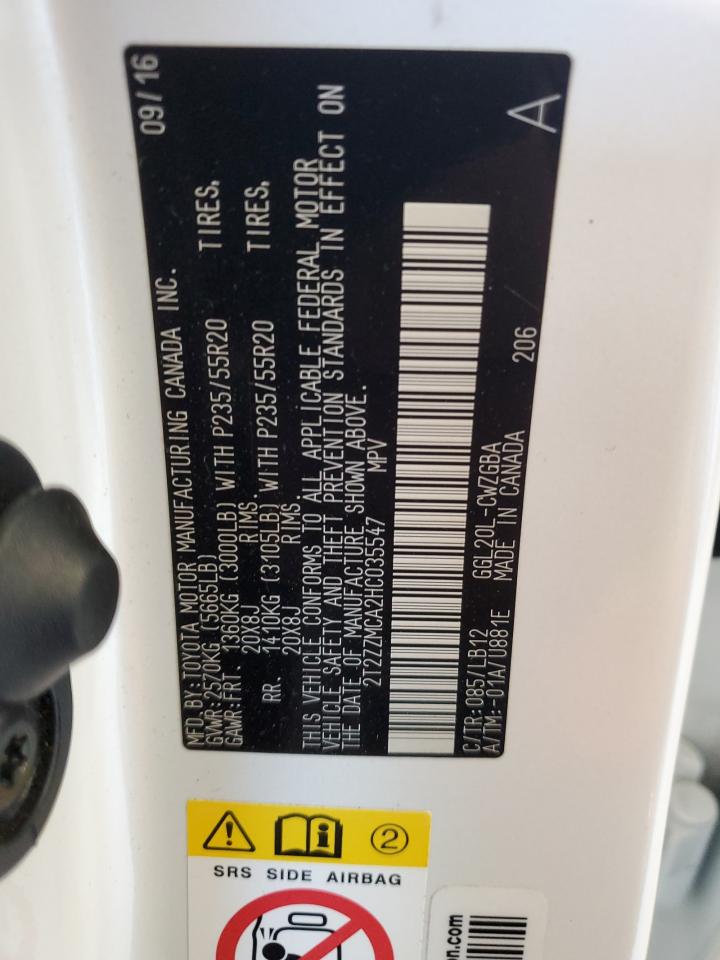 MFD.BY:TOYOTA MOTOR MANUFACTURING CANADA INC. 09/16
GVWR:2570KG (5665LB)
GAWR:FRT 1360KG (3000LB) WITH P235/55R20 TIRES.
20X8J RIMS.
RR. 1410KG (3105LB) WITH P235/55R20 TIRES.
20X8J RIMS.
THIS VEHICLE CONFORMS TO ALL APPLICABLE FEDERAL MOTOR
VEHICLE SAFETY AND THEFT PREVENTION STANDARDS IN EFFECT ON
THE DATE OF MANUFACTURE SHOWN ABOVE.
2T2ZZMCA2HC035547 MPV
C/TR:085/LB12 GGL20L-CWZGBA 206
A/TM:-01A/U881E MADE IN CANADA
A
2
SRS SIDE AIRBAG